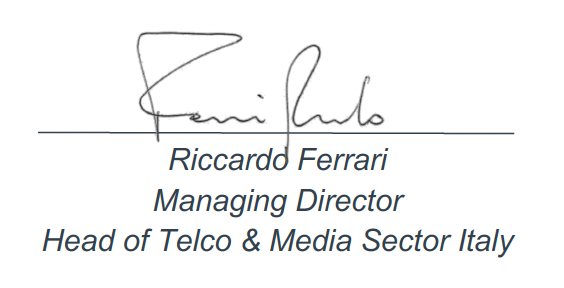 Riccardo Ferrari
Managing Director
Head of Telco & Media Sector Italy